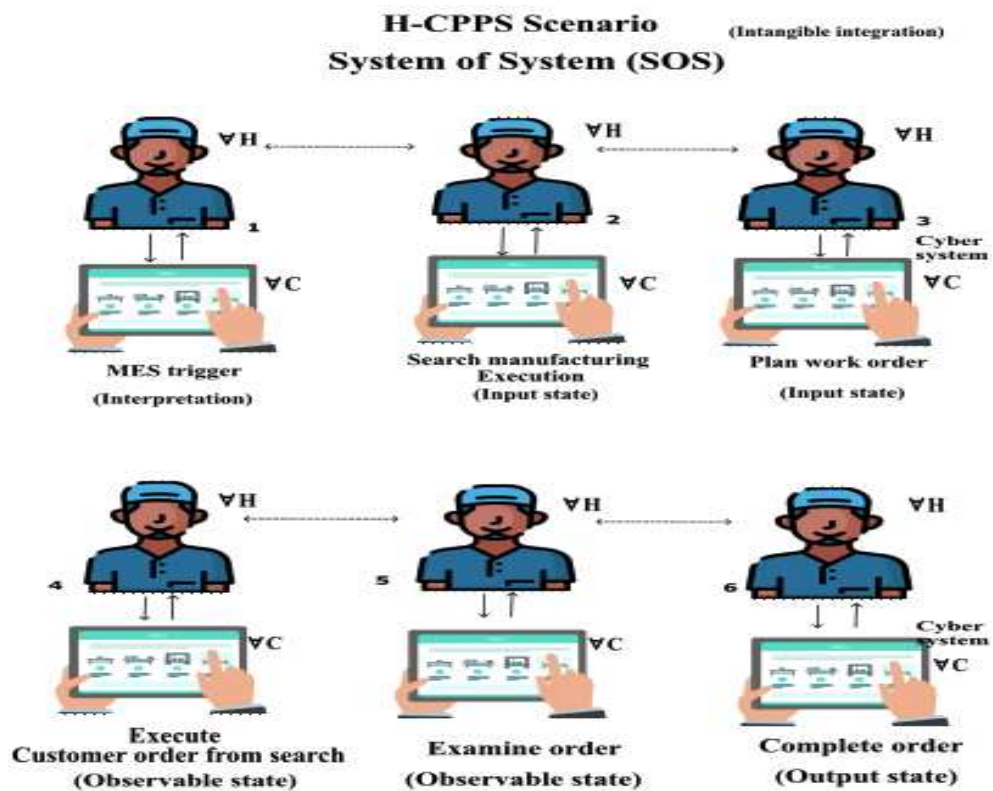 H-CPPS Scenario
(Intangible integration)
System of System (SOS)
∀H
∀H
∀H
1
2
3
Cyber
system
∀C
∀C
∀C
MES trigger
(Interpretation)
Search manufacturing
Execution
(Input state)
Plan work order
(Input state)
∀H
∀H
∀H
4
5
6
Cyber
system
∀C
∀C
∀C
Execute
Customer order from search
(Observable state)
Examine order
(Observable state)
Complete order
(Output state)